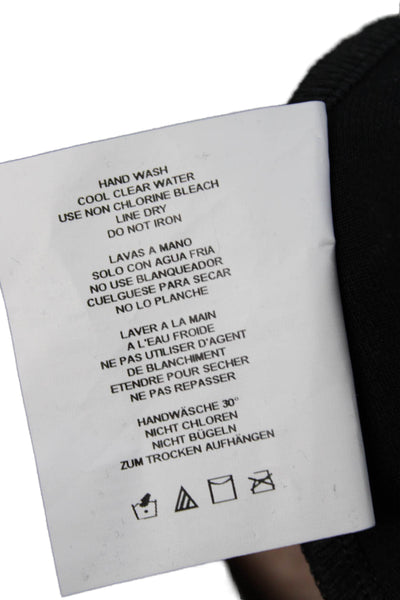 HAND WASH
COOL CLEAR WATER
USE NON CHLORINE BLEACH
LINE DRY
DO NOT IRON
LAVAS A MANO
SOLO CON AGUA FRIA
NO USE BLANQUEADOR
CUELGUESE PARA SECAR
NO LO PLANCHE
LAVER A LA MAIN
A L'EAU FROIDE
NE PAS UTILISER D'AGENT
DE BLANCHIMENT
ETENDRE POUR SECHER
NE PAS REPASSER
HANDWÄSCHE 30°
NICHT CHLOREN
NICHT BÜGELN
ZUM TROCKEN AUFHÄNGEN